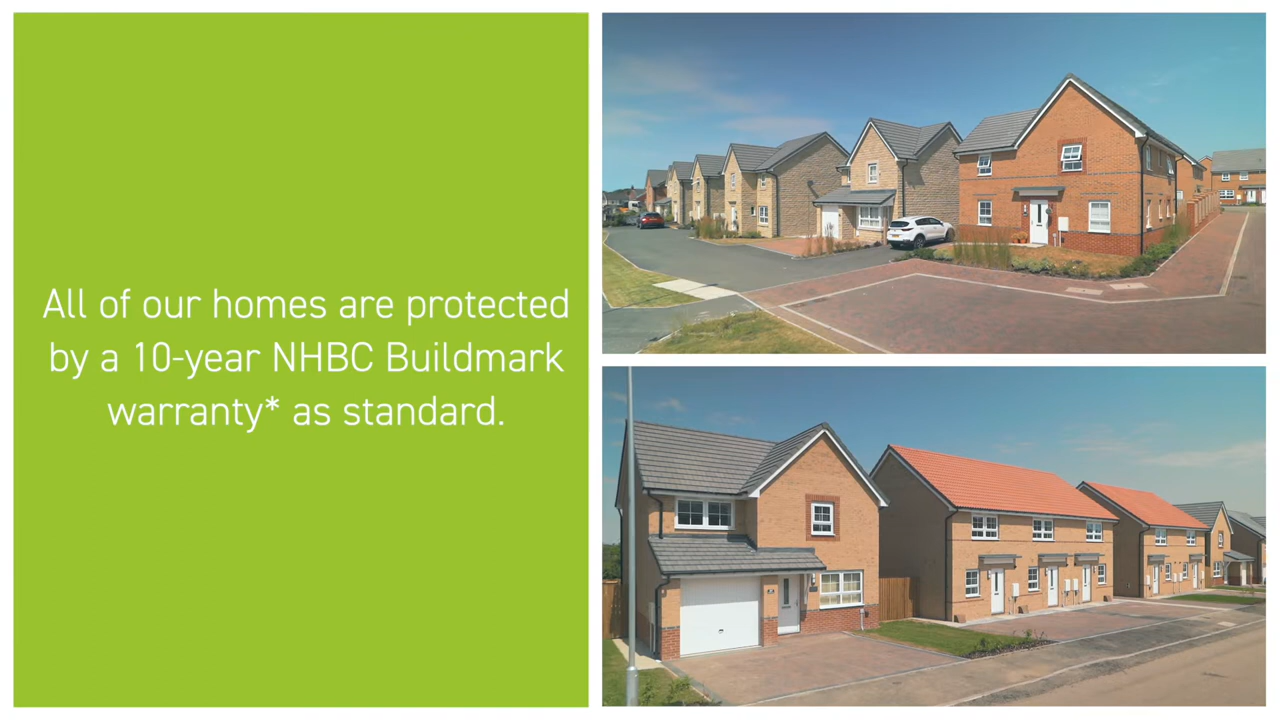 All of our homes are protected
by a 10-year NHBC Buildmark
warranty* as standard.